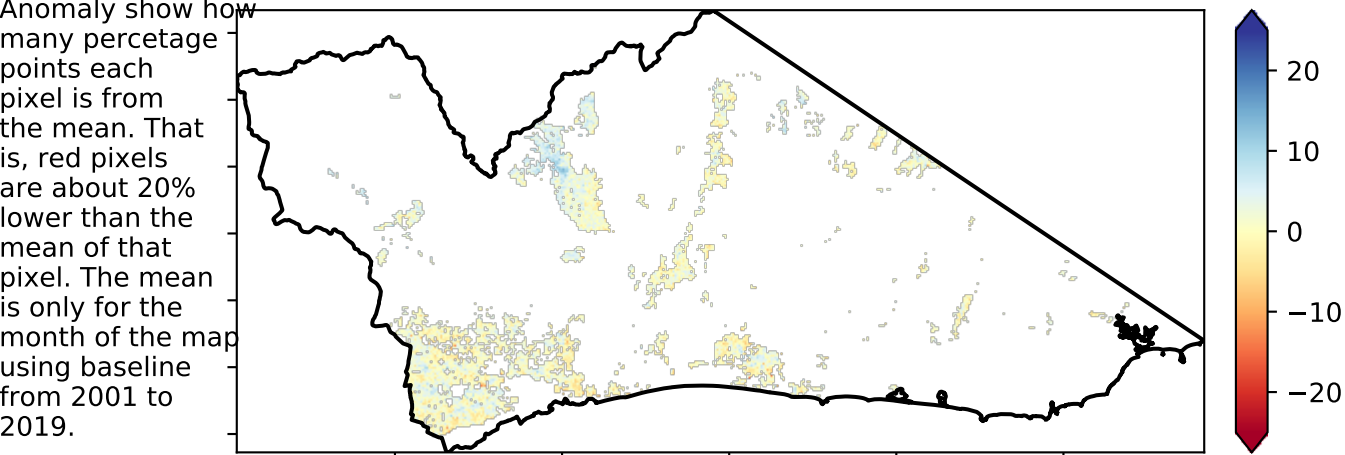 Anomaly show how
many percetage
points each
pixel is from
the mean. That
is, red pixels
are about 20%
lower than the
mean of that
pixel. The mean
is only for the
month of the map
using baseline
from 2001 to
2019.
20
10
0
−10
−20